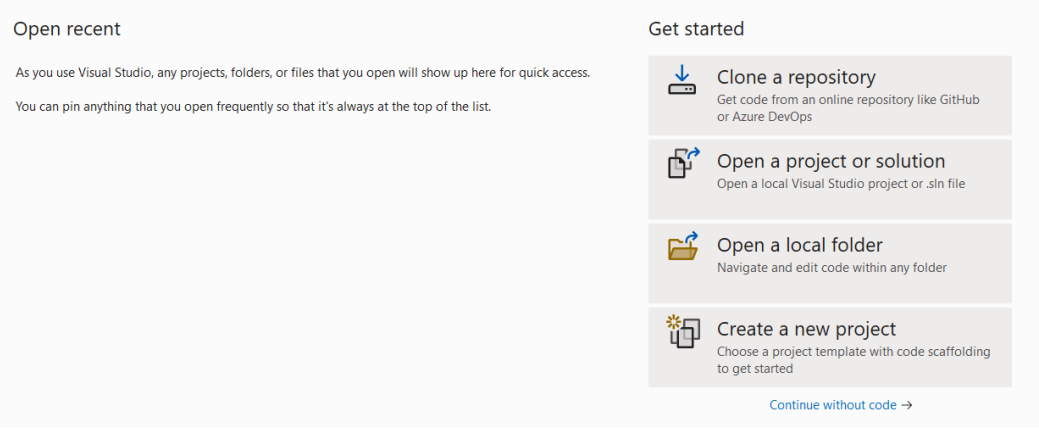 Open recent
As you use Visual Studio, any projects, folders, or files that you open will show up here for quick access.
You can pin anything that you open frequently so that it's always at the top of the list.
Get started
Clone a repository
Get code from an online repository like GitHub
or Azure DevOps
Open a project or solution
Open a local Visual Studio project or .sln file
Open a local folder
Navigate and edit code within any folder
Create a new project
Choose a project template with code scaffolding
to get started
Continue without code →